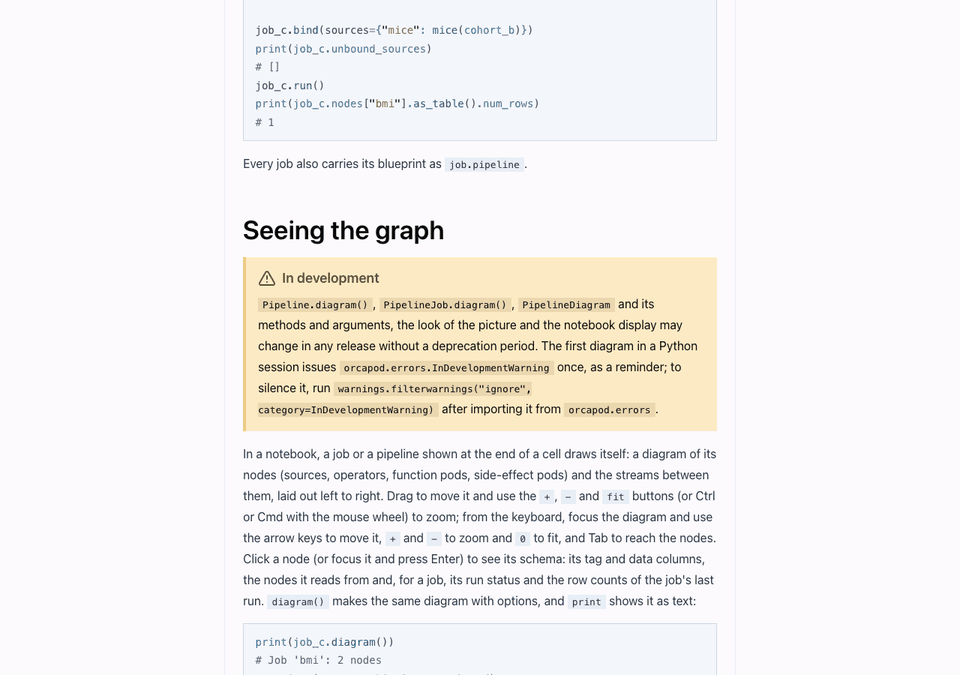 job_c.bind(sources={"mice": mice(cohort_b)})
print(job_c.unbound_sources)
# []
job_c.run()
print(job_c.nodes["bmi"].as_table().num_rows)
# 1
Every job also carries its blueprint as job.pipeline.
Seeing the graph
In development
Pipeline.diagram(), PipelineJob.diagram(), PipelineDiagram and its
methods and arguments, the look of the picture and the notebook display may
change in any release without a deprecation period. The first diagram in a Python
session issues orcapod.errors.InDevelopmentWarning once, as a reminder; to
silence it, run warnings.filterwarnings("ignore",
category=InDevelopmentWarning) after importing it from orcapod.errors.
In a notebook, a job or a pipeline shown at the end of a cell draws itself: a diagram of its
nodes (sources, operators, function pods, side-effect pods) and the streams between
them, laid out left to right. Drag to move it and use the +, − and fit buttons (or Ctrl
or Cmd with the mouse wheel) to zoom; from the keyboard, focus the diagram and use
the arrow keys to move it, + and − to zoom and 0 to fit, and Tab to reach the nodes.
Click a node (or focus it and press Enter) to see its schema: its tag and data columns,
the nodes it reads from and, for a job, its run status and the row counts of the job's last
run. diagram() makes the same diagram with options, and print shows it as text:
print(job_c.diagram())
# Job 'bmi': 2 nodes